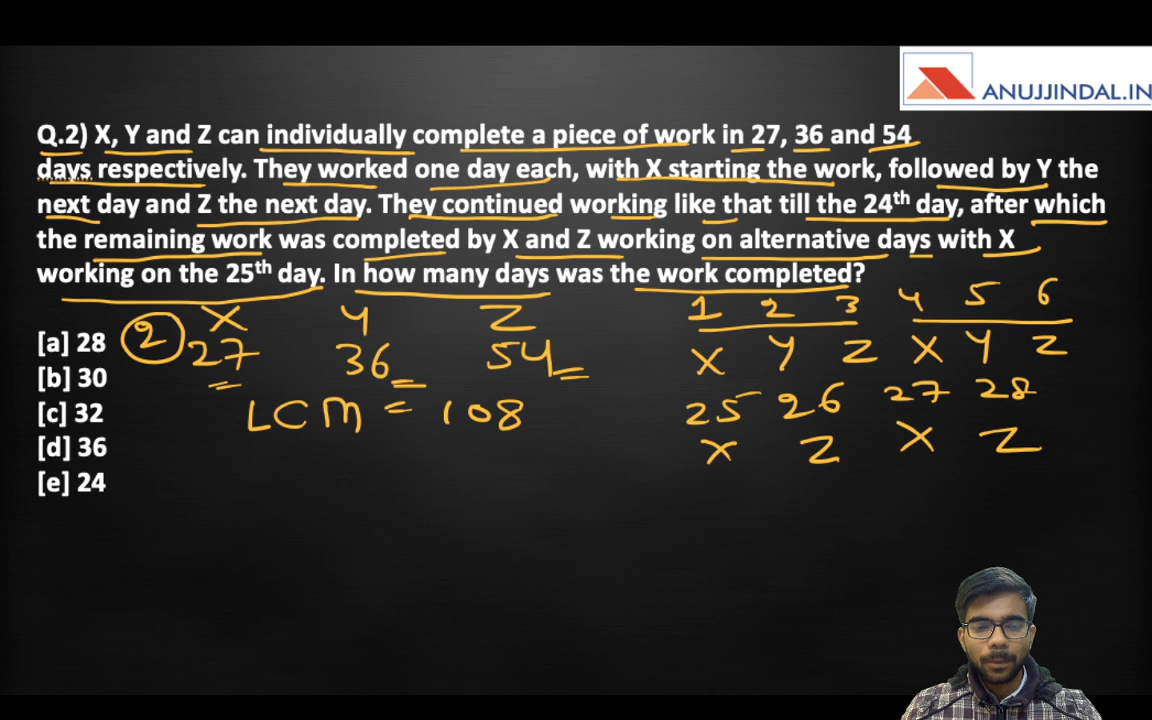 ANUJJINDAL.IN
Q.2) X, Y and Z can individually complete a piece of work in 27, 36 and 54
days respectively. They worked one day each, with X starting the work, followed by Y the
next day and Z the next day. They continued working like that till the 24th day, after which
the remaining work was completed by X and Z working on alternative days with X
working on the 25th day. In how many days was the work completed?
[a] 28
[b] 30
[c] 32
[d] 36
[e] 24
2 X Y Z
27 36 54
LCM = 108
1 2 3 4 5 6
X Y Z X Y Z
25 26 27 28
X Z X Z